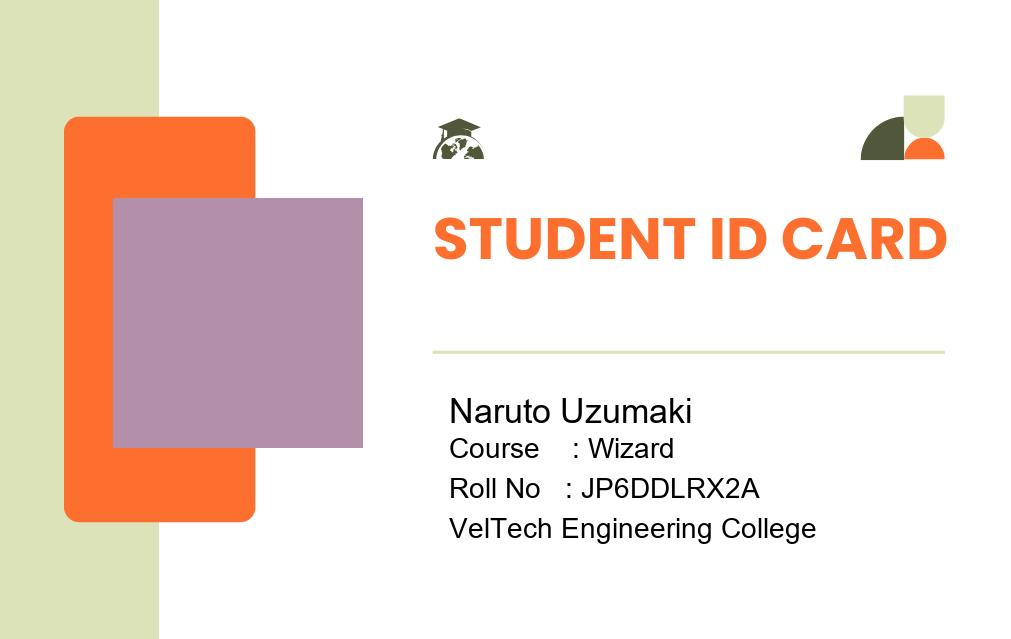 STUDENT ID CARD
Naruto Uzumaki
Course : Wizard
Roll No : JP6DDLRX2A
VelTech Engineering College